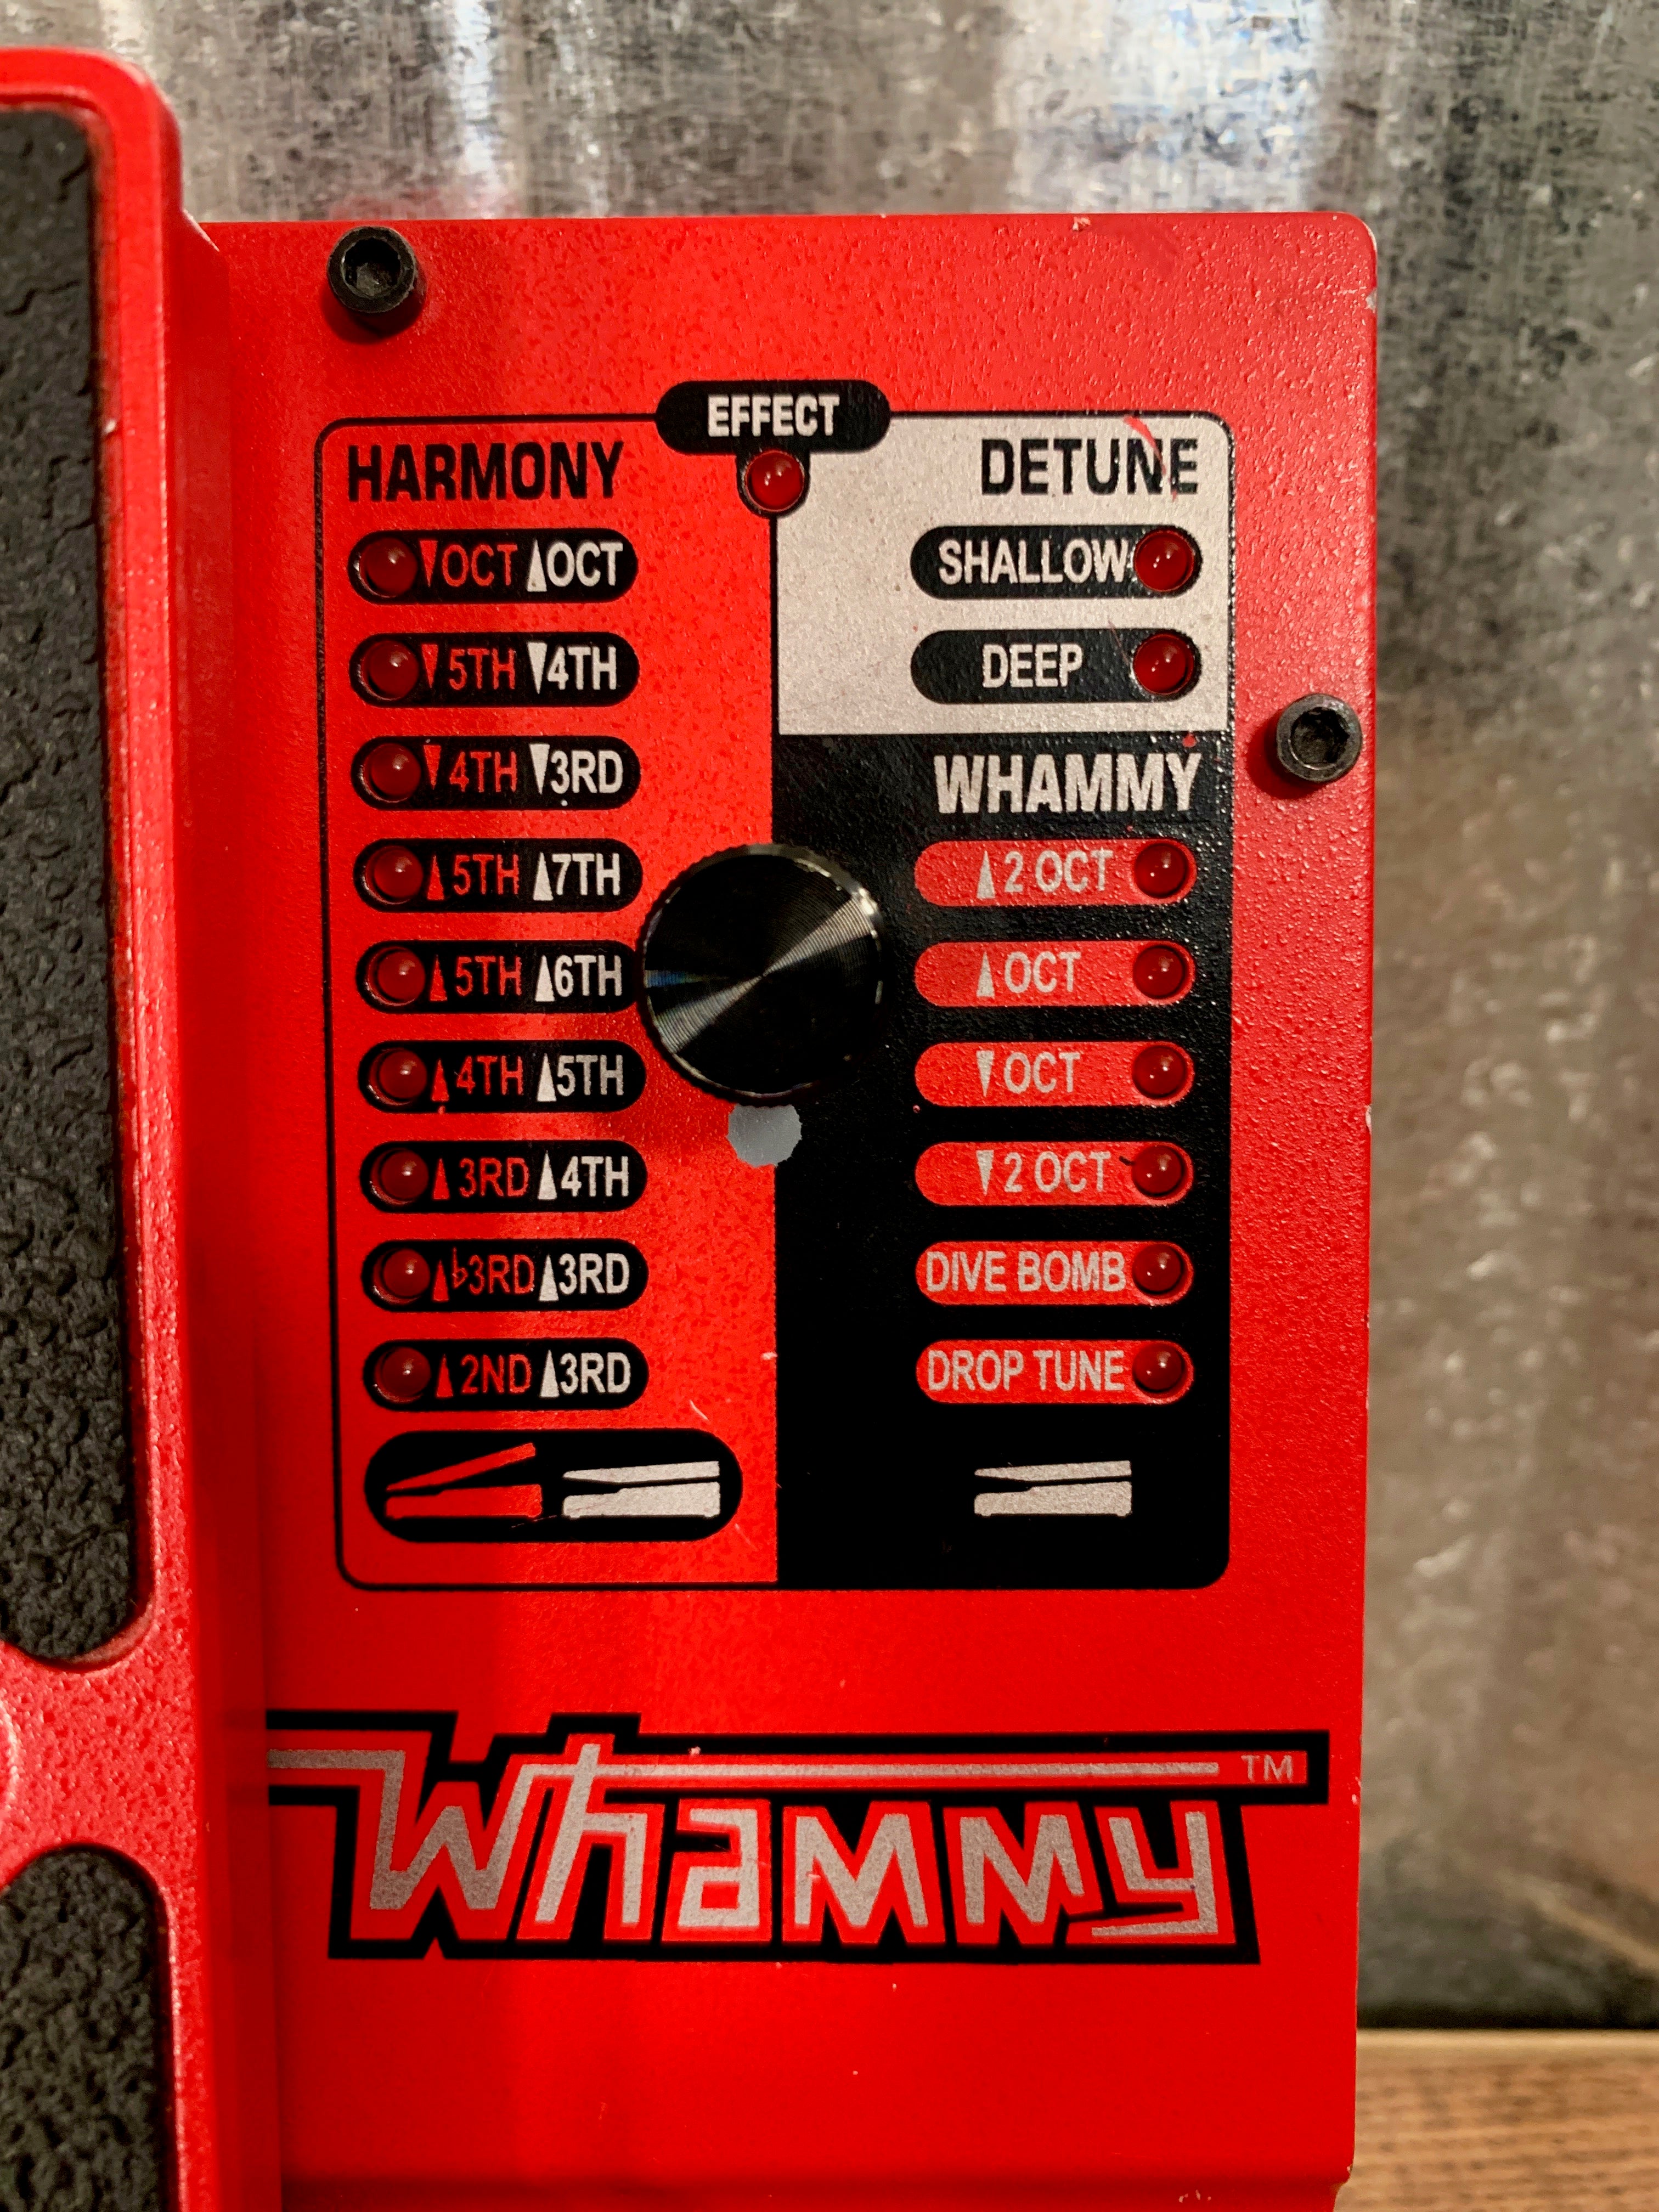 EFFECT
HARMONY
▼OCT ▲OCT
▼5TH ▼4TH
▼4TH ▼3RD
▲5TH ▲7TH
▲5TH ▲6TH
▲4TH ▲5TH
▲3RD ▲4TH
▲♭3RD ▲3RD
▲2ND ▲3RD
DETUNE
SHALLOW
DEEP
WHAMMY
▲2 OCT
▲OCT
▼OCT
▼2 OCT
DIVE BOMB
DROP TUNE
Whammy™